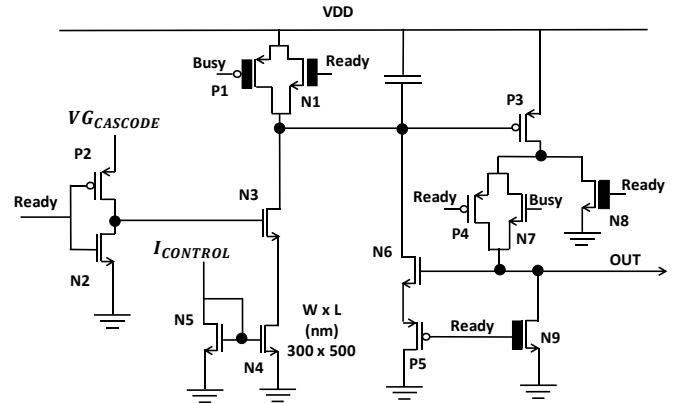 VDD
Busy
Ready
P1
N1
P3
VG_CASCODE
P2
Ready
N3
Ready
Busy
Ready
P4
N7
N8
N2
I_CONTROL
N6
OUT
N5
W x L
(nm)
300 x 500
N4
Ready
N9
P5